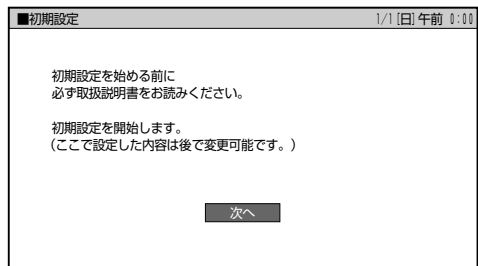 ■初期設定 1/1[日]午前 0:00
初期設定を始める前に
必ず取扱説明書をお読みください。
初期設定を開始します。
(ここで設定した内容は後で変更可能です。)
次へ